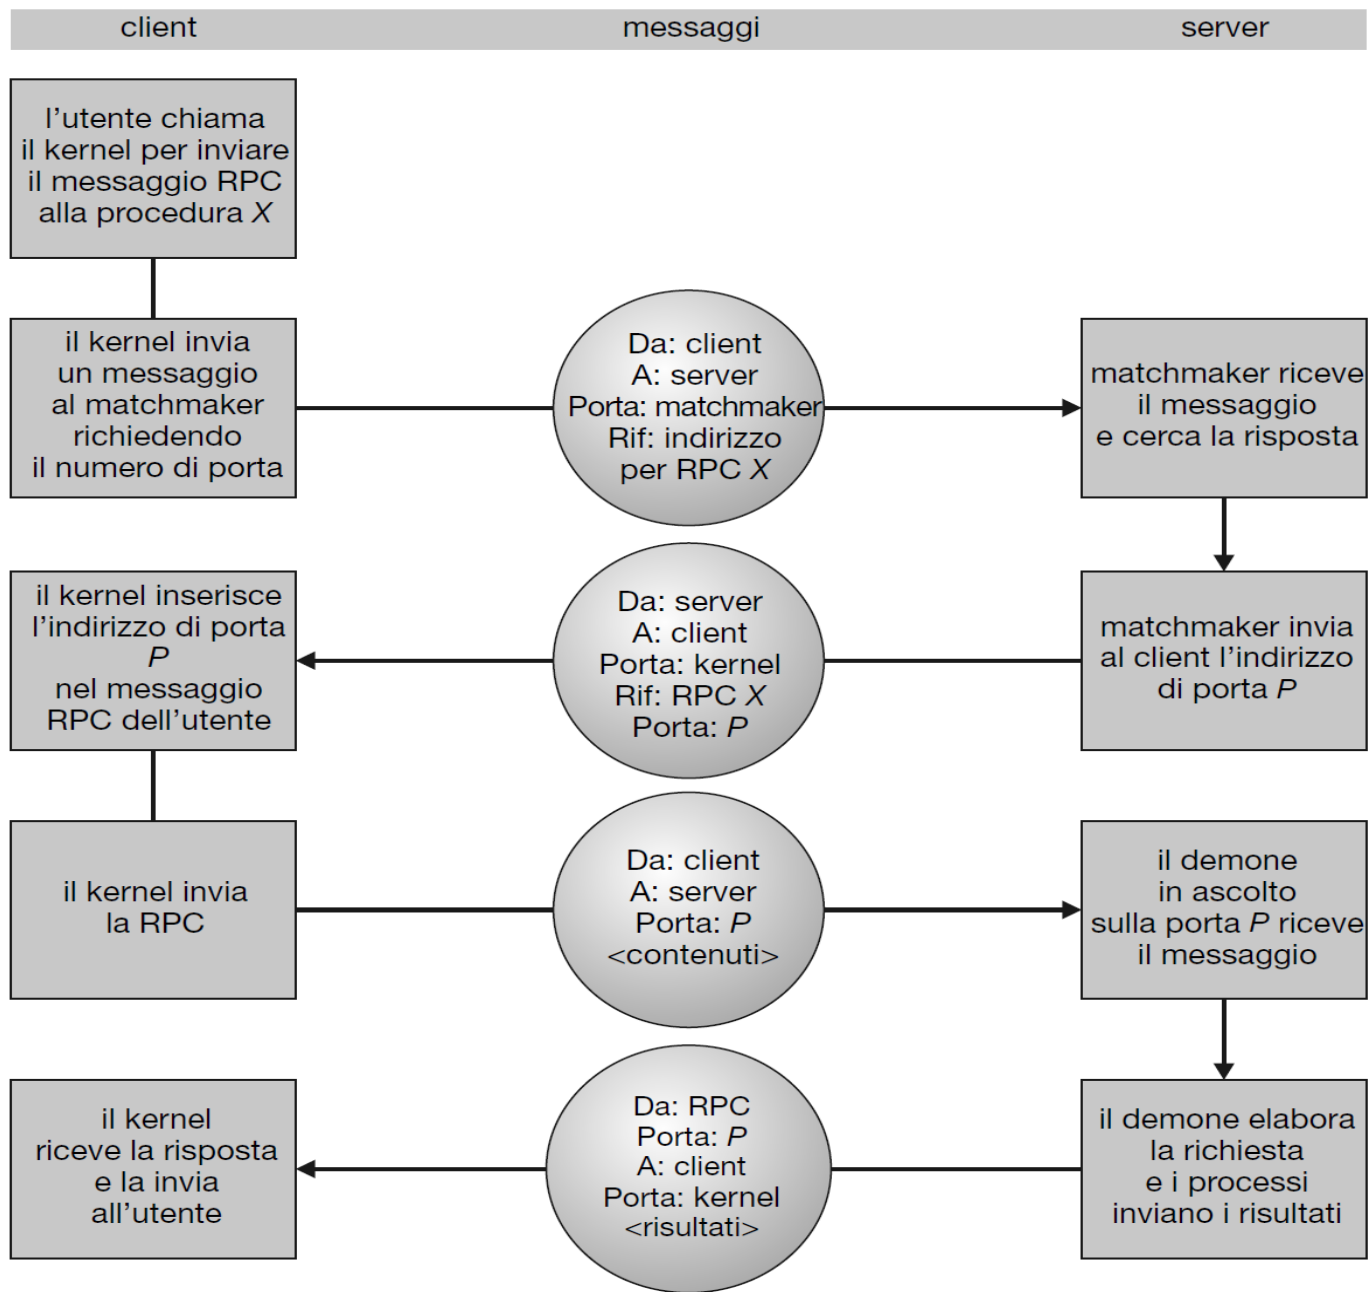 client messaggi server
l'utente chiama
il kernel per inviare
il messaggio RPC
alla procedura X
il kernel invia
un messaggio
al matchmaker
richiedendo
il numero di porta
Da: client
A: server
Porta: matchmaker
Rif: indirizzo
per RPC X
matchmaker riceve
il messaggio
e cerca la risposta
il kernel inserisce
l'indirizzo di porta
P
nel messaggio
RPC dell'utente
Da: server
A: client
Porta: kernel
Rif: RPC X
Porta: P
matchmaker invia
al client l'indirizzo
di porta P
il kernel invia
la RPC
Da: client
A: server
Porta: P
<contenuti>
il demone
in ascolto
sulla porta P riceve
il messaggio
il kernel
riceve la risposta
e la invia
all'utente
Da: RPC
Porta: P
A: client
Porta: kernel
<risultati>
il demone elabora
la richiesta
e i processi
inviano i risultati